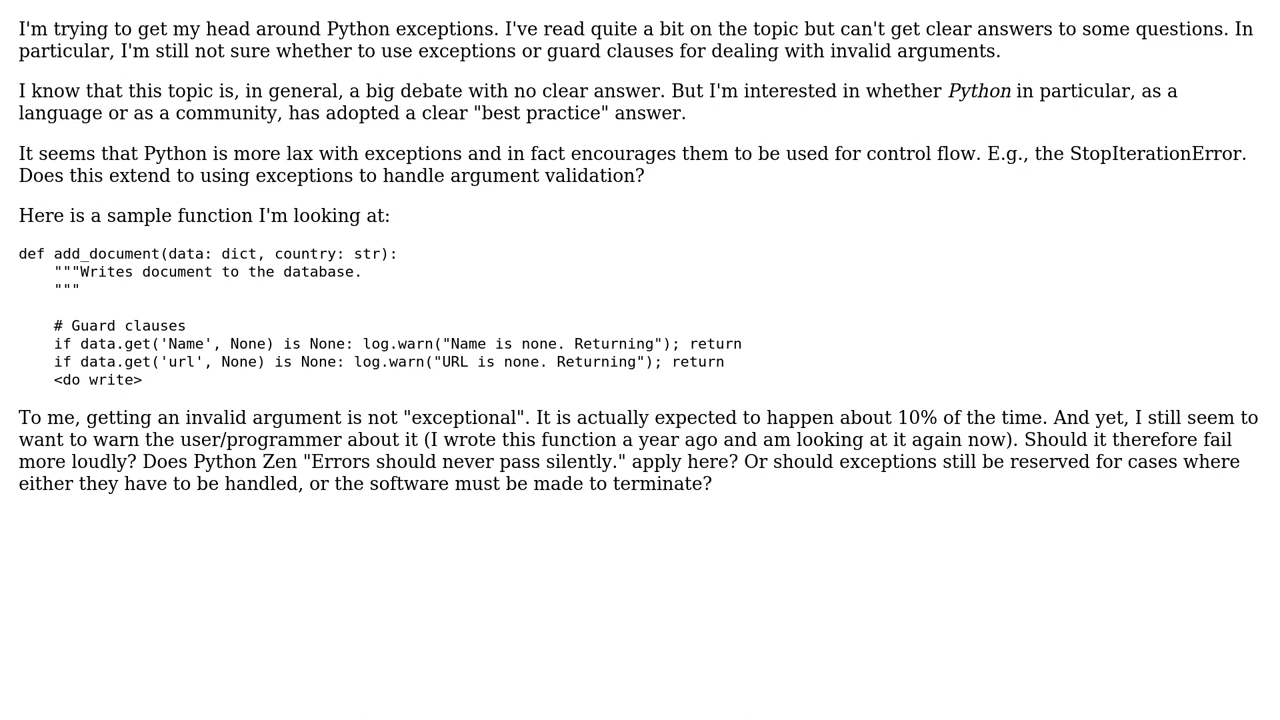 I'm trying to get my head around Python exceptions. I've read quite a bit on the topic but can't get clear answers to some questions. In
particular, I'm still not sure whether to use exceptions or guard clauses for dealing with invalid arguments.
I know that this topic is, in general, a big debate with no clear answer. But I'm interested in whether Python in particular, as a
language or as a community, has adopted a clear "best practice" answer.
It seems that Python is more lax with exceptions and in fact encourages them to be used for control flow. E.g., the StopIterationError.
Does this extend to using exceptions to handle argument validation?
Here is a sample function I'm looking at:
def add_document(data: dict, country: str):
    """Writes document to the database.
    """
    # Guard clauses
    if data.get('Name', None) is None: log.warn("Name is none. Returning"); return
    if data.get('url', None) is None: log.warn("URL is none. Returning"); return
    <do write>
To me, getting an invalid argument is not "exceptional". It is actually expected to happen about 10% of the time. And yet, I still seem to
want to warn the user/programmer about it (I wrote this function a year ago and am looking at it again now). Should it therefore fail
more loudly? Does Python Zen "Errors should never pass silently." apply here? Or should exceptions still be reserved for cases where
either they have to be handled, or the software must be made to terminate?